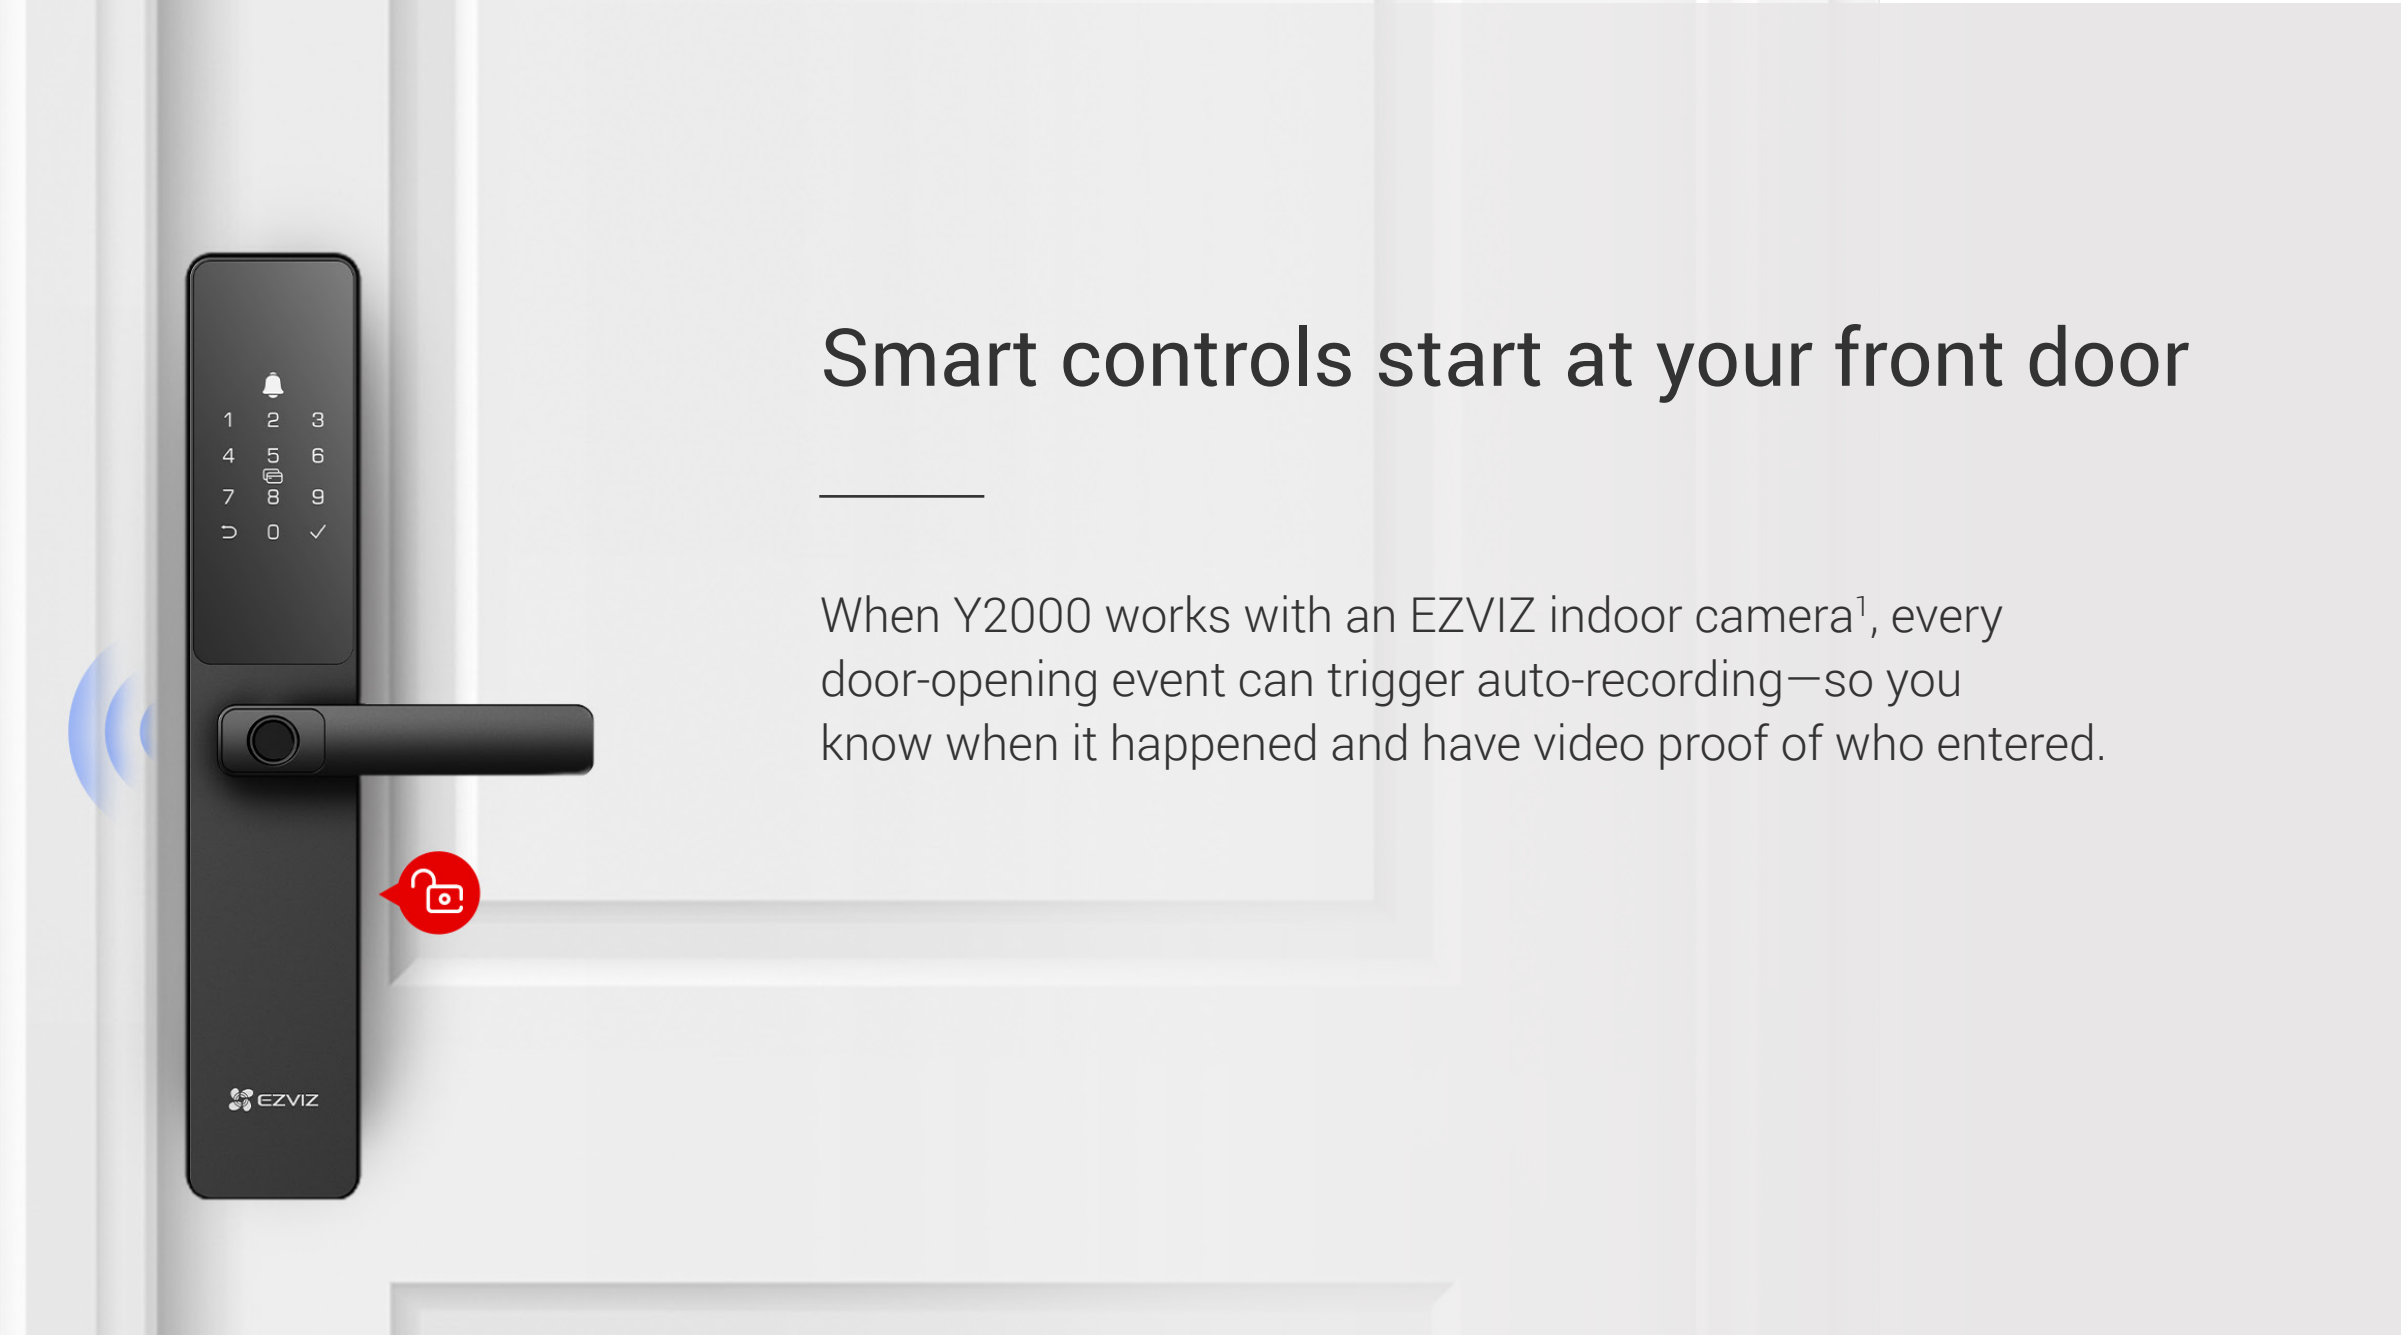 1 2 3
4 5 6
7 8 9
0
EZVIZ
Smart controls start at your front door
When Y2000 works with an EZVIZ indoor camera¹, every
door-opening event can trigger auto-recording—so you
know when it happened and have video proof of who entered.